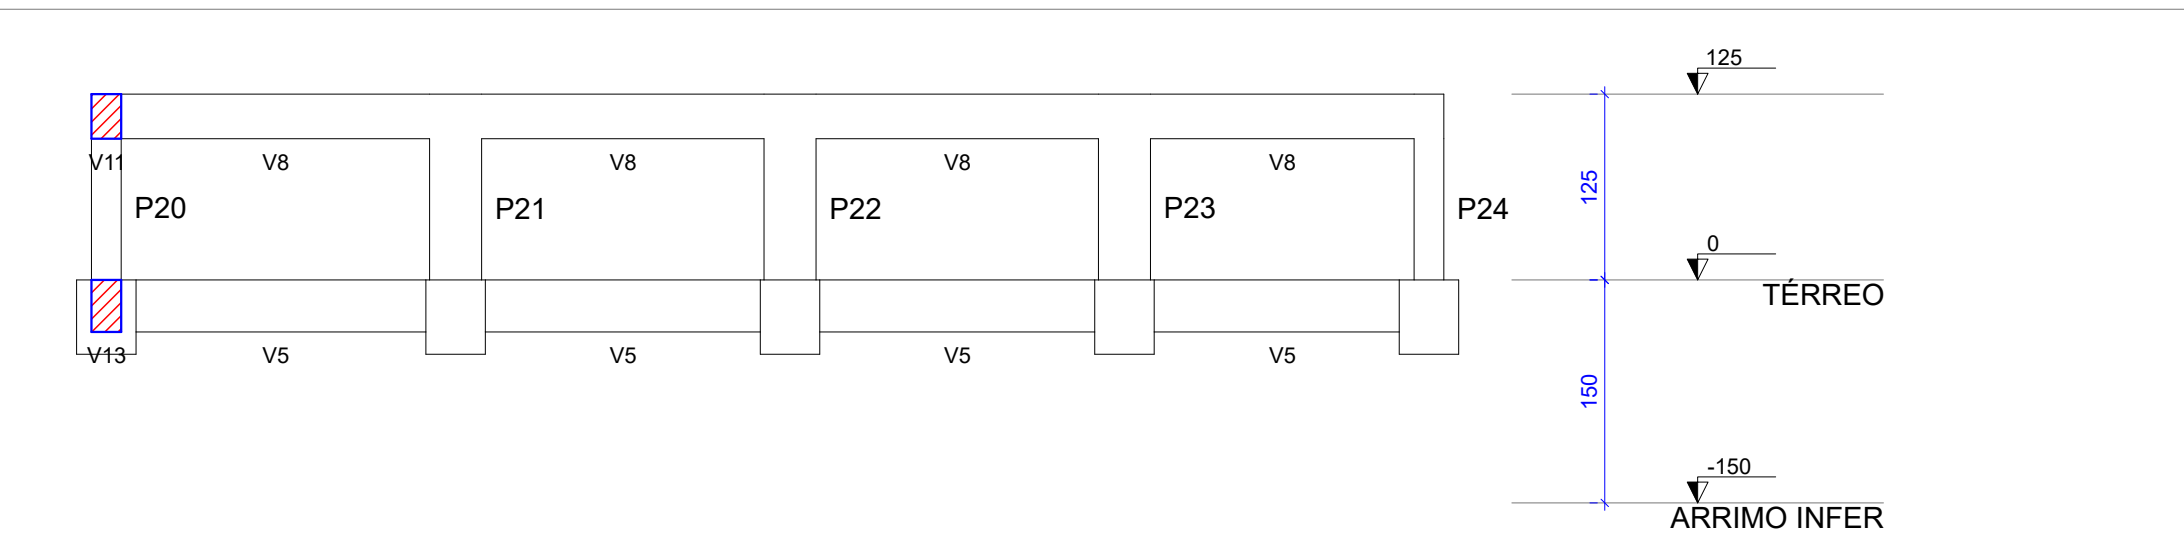 125
V11 V8 V8 V8 V8
125
P20 P21 P22 P23 P24
0
TÉRREO
V13 V5 V5 V5 V5
150
-150
ARRIMO INFER